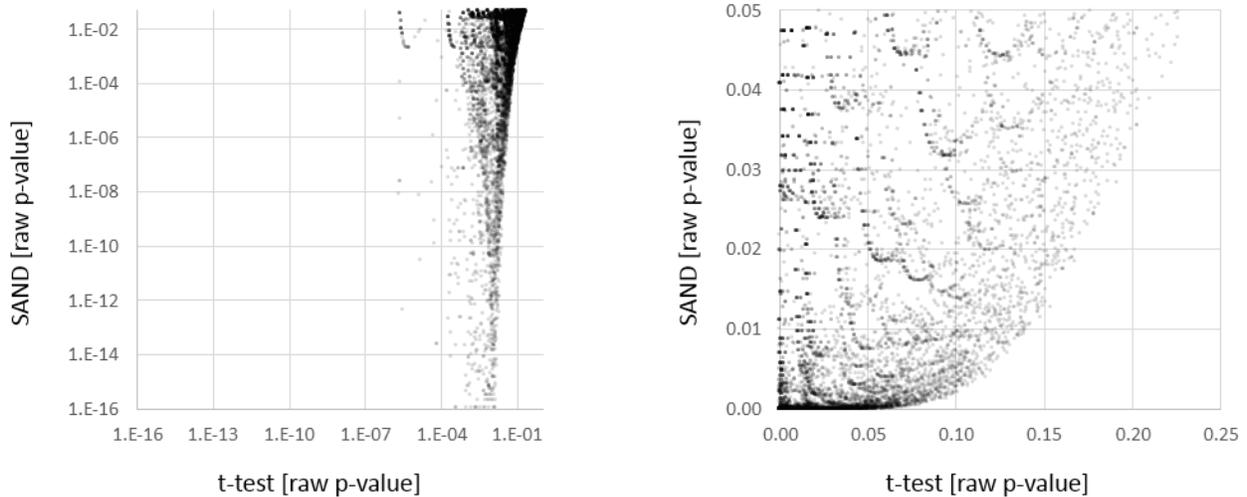 SAND [raw p-value]
1.E-02
1.E-04
1.E-06
1.E-08
1.E-10
1.E-12
1.E-14
1.E-16
1.E-16 1.E-13 1.E-10 1.E-07 1.E-04 1.E-01
t-test [raw p-value]
SAND [raw p-value]
0.05
0.04
0.03
0.02
0.01
0.00
0.00 0.05 0.10 0.15 0.20 0.25
t-test [raw p-value]